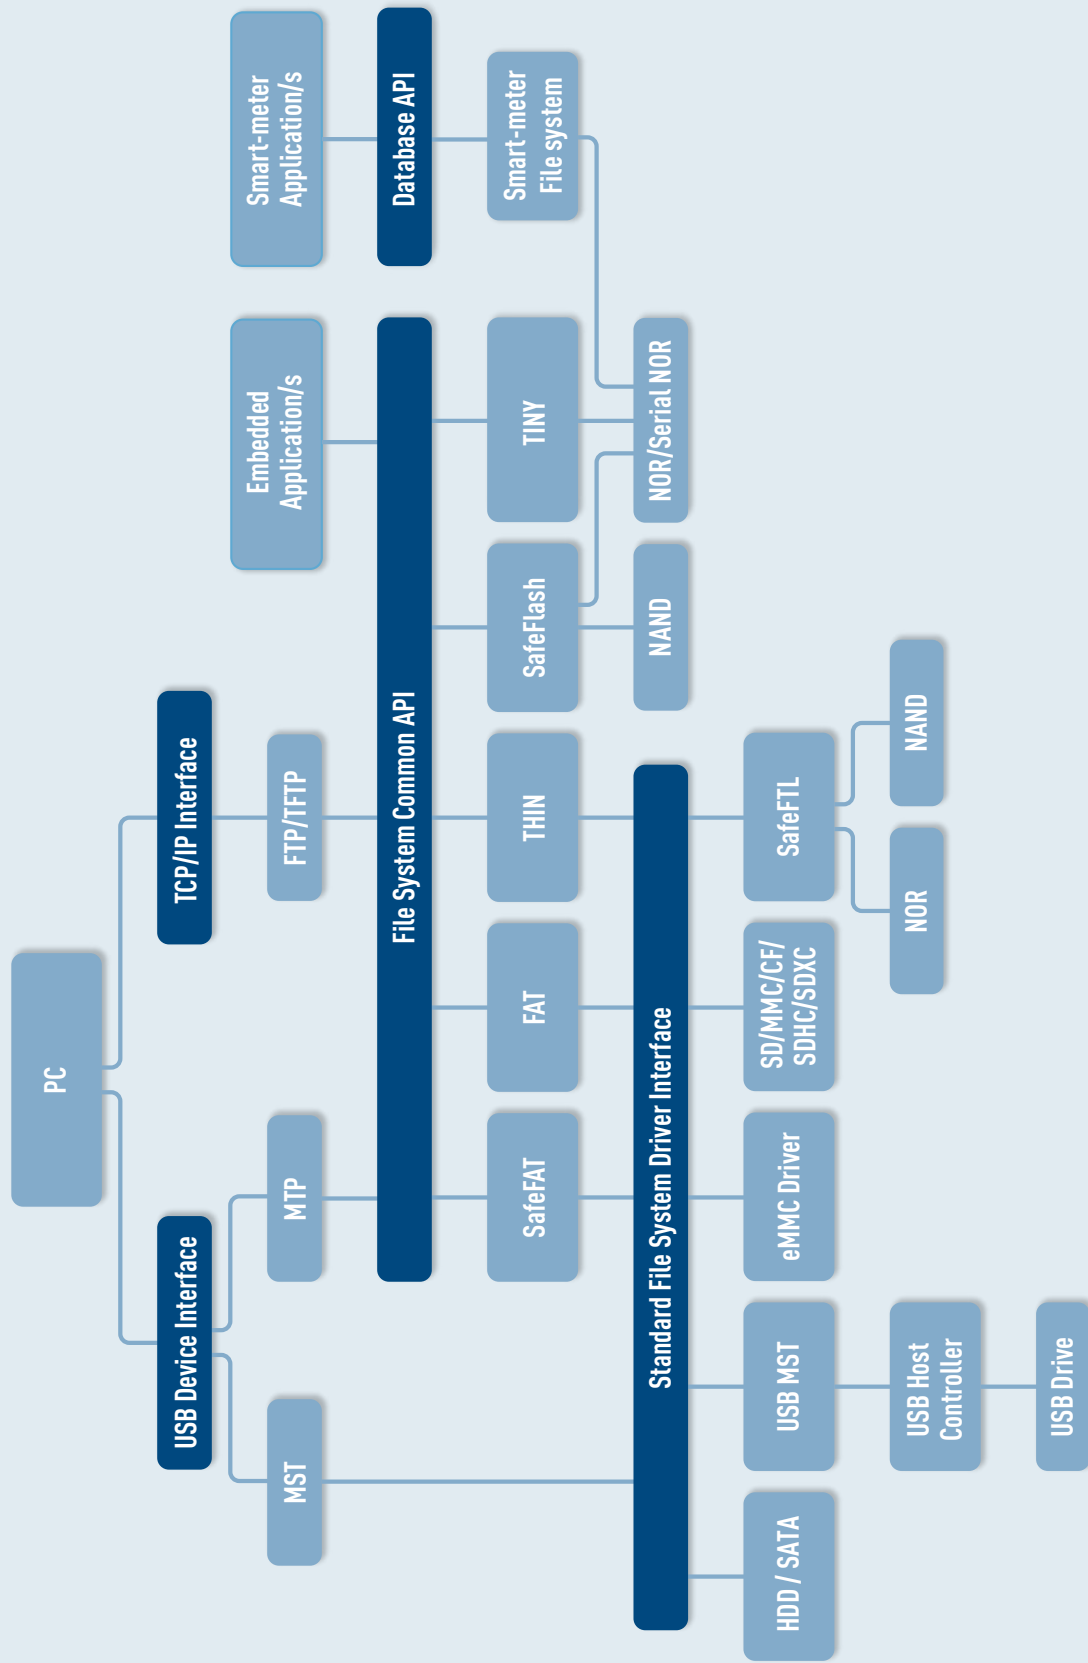 PC
Smart-meter
Application/s
Embedded
Application/s
USB Device Interface
TCP/IP Interface
MST
MTP
FTP/TFTP
File System Common API
Database API
SafeFAT
FAT
THIN
SafeFlash
TINY
Smart-meter
File system
Standard File System Driver Interface
NAND
NOR/Serial NOR
HDD / SATA
USB MST
eMMC Driver
SD/MMC/CF/
SDHC/SDXC
SafeFTL
USB Host
Controller
NOR
NAND
USB Drive